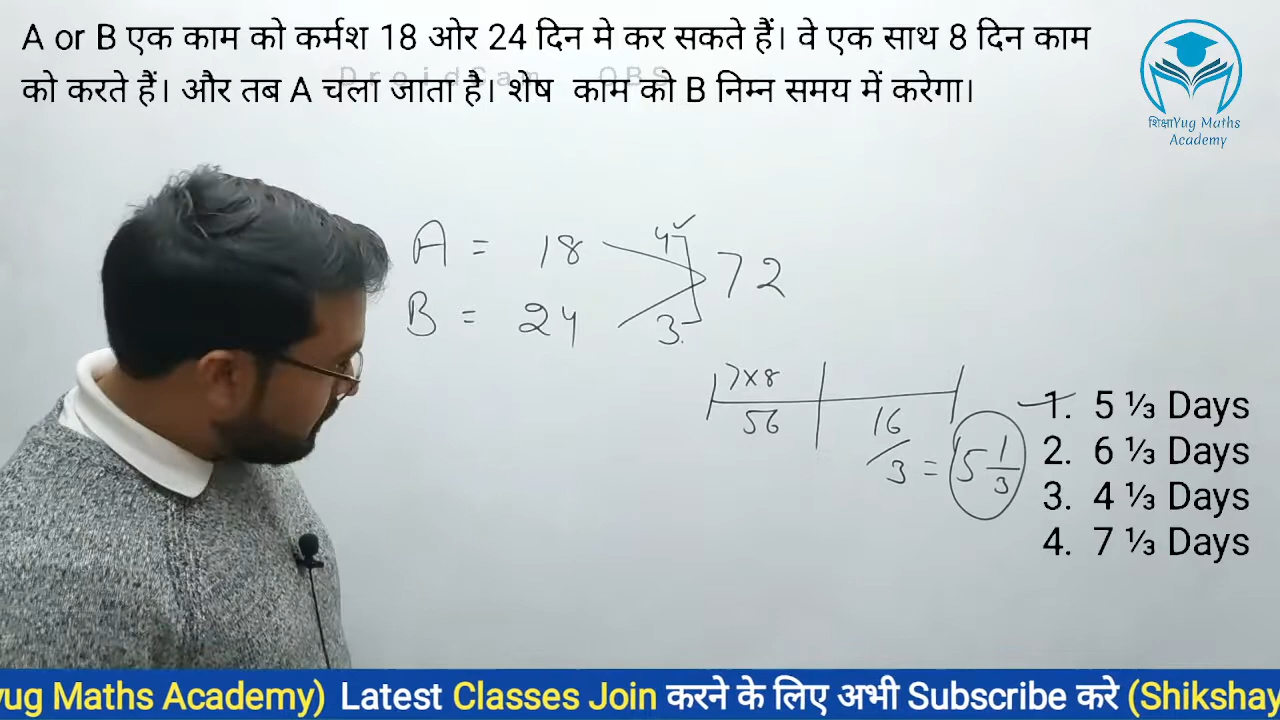 A or B एक काम को कर्मश 18 ओर 24 दिन मे कर सकते हैं। वे एक साथ 8 दिन काम
को करते हैं। और तब A चला जाता है। शेष काम को B निम्न समय में करेगा।
DroidCam OBS
शिक्षाYug Maths
Academy
A = 18 4
72
B = 24 3
7x8
56 16
/3 = 5 1/3
1. 5 ⅓ Days
2. 6 ⅓ Days
3. 4 ⅓ Days
4. 7 ⅓ Days
yug Maths Academy) Latest Classes Join करने के लिए अभी Subscribe करे (Shikshay